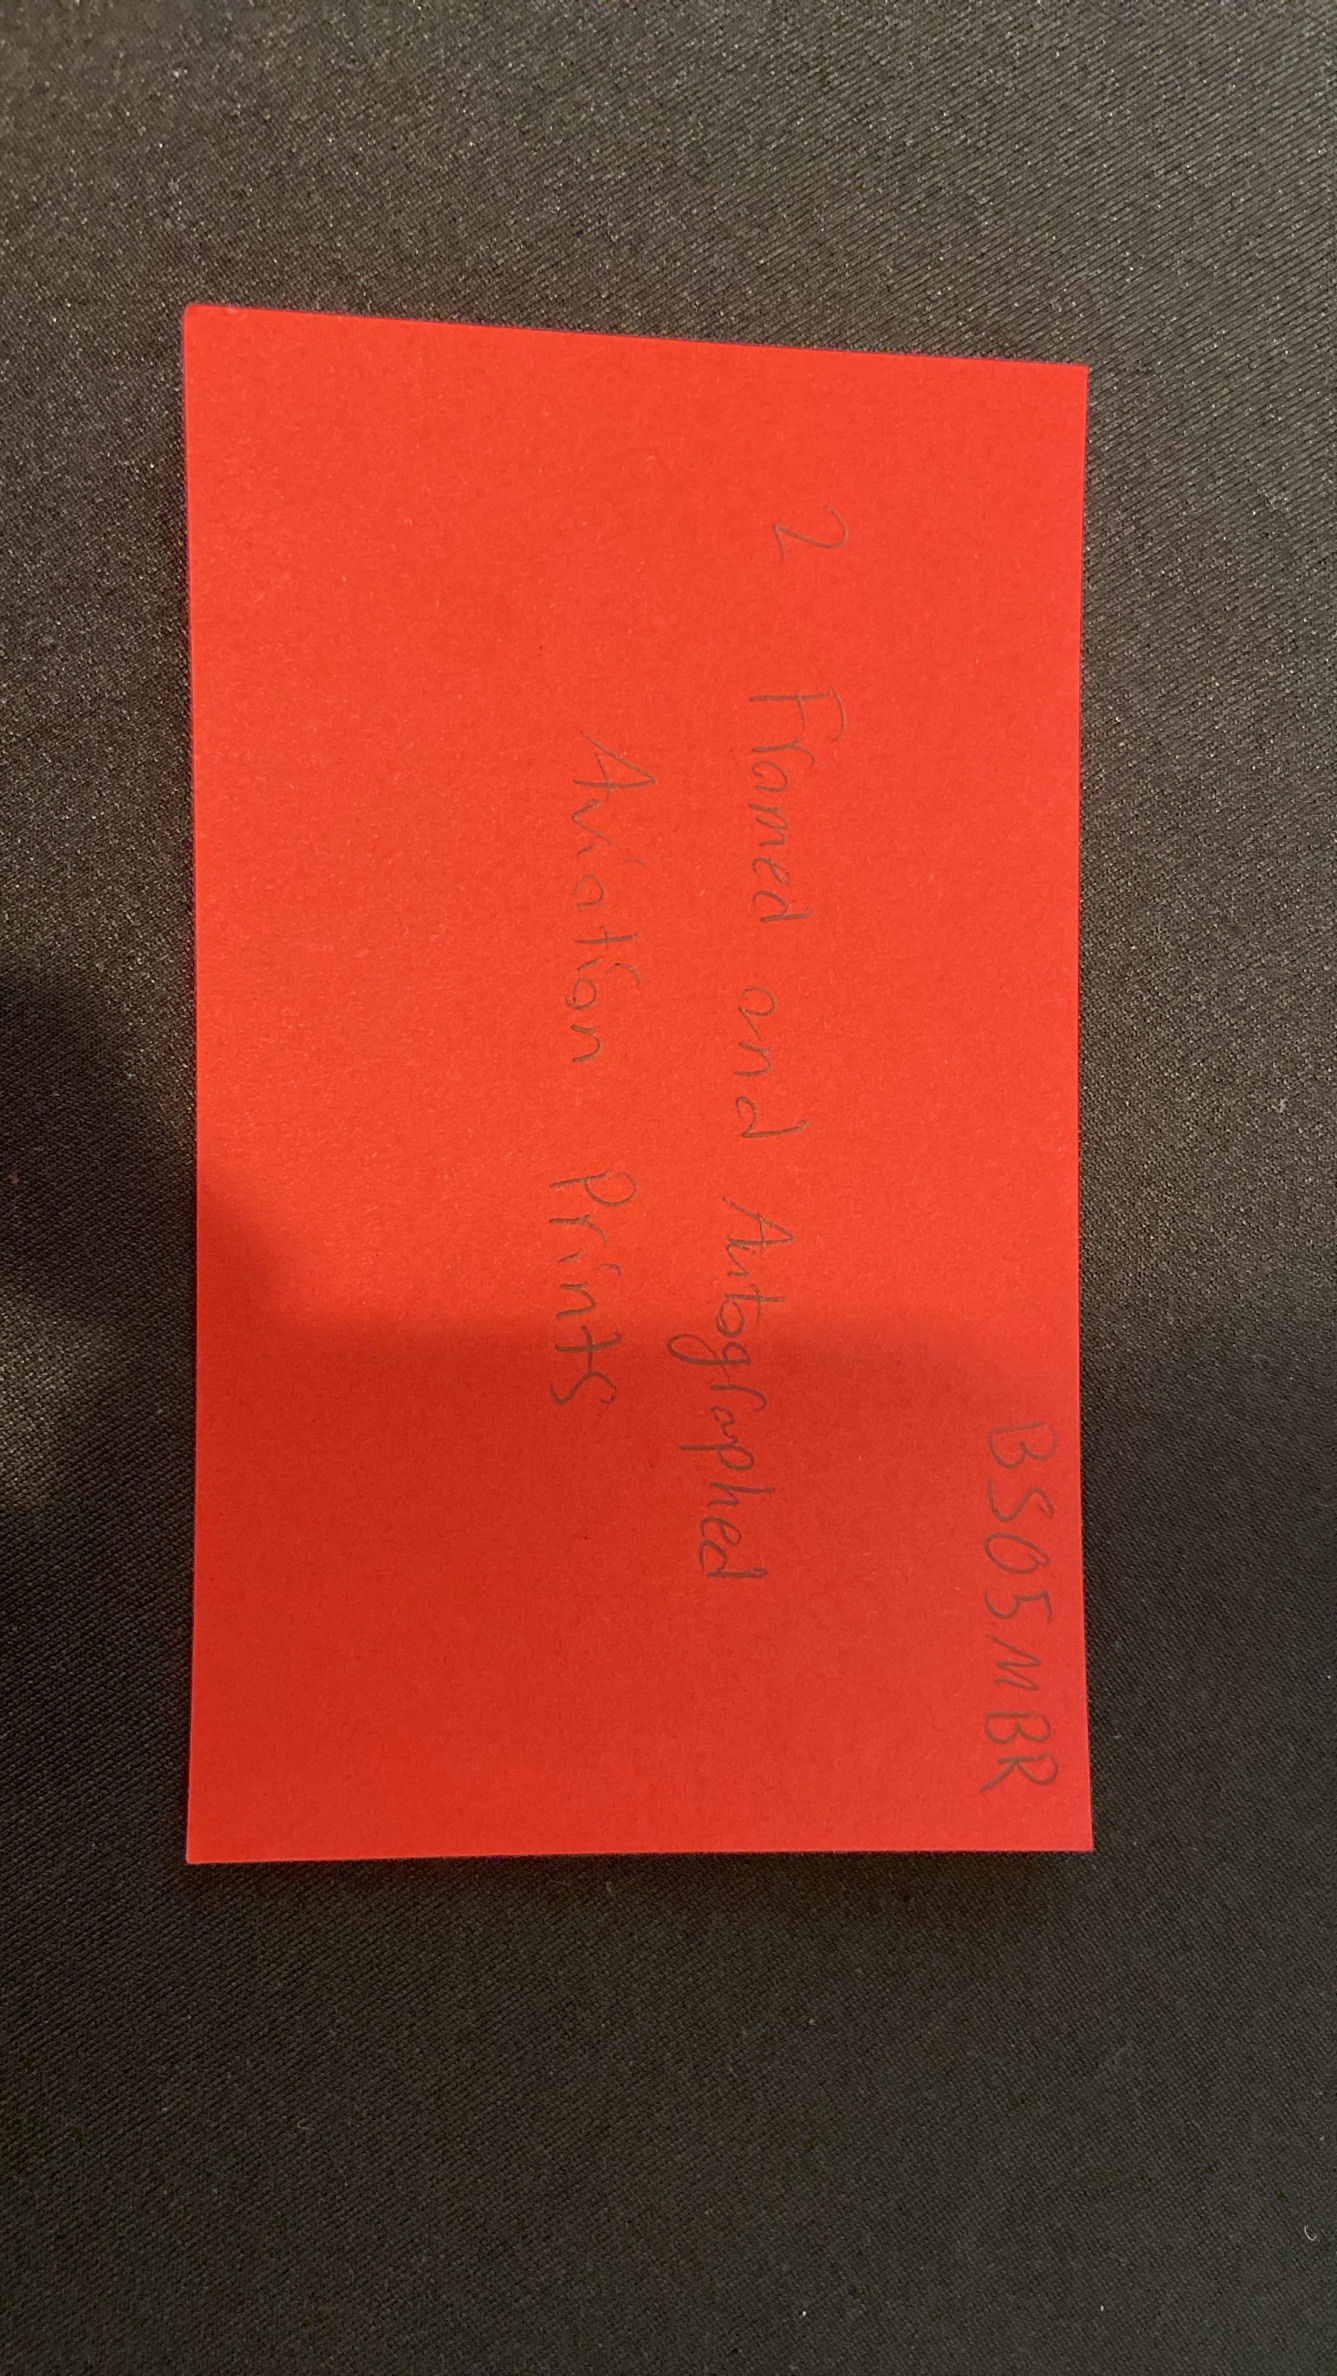 BS05MBR
2 Framed and Autographed
Aviation Prints